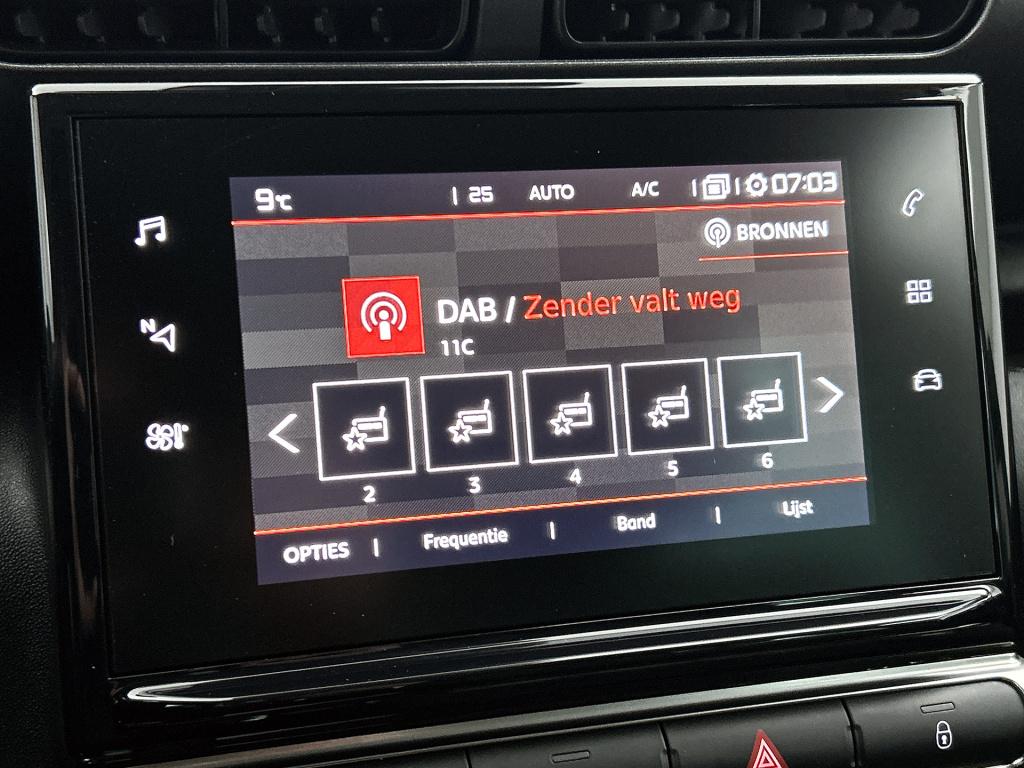 9°C | 25 AUTO A/C 07:03
BRONNEN
DAB / Zender valt weg
11C
2 3 4 5 6
OPTIES | Frequentie | Band | Lijst
N